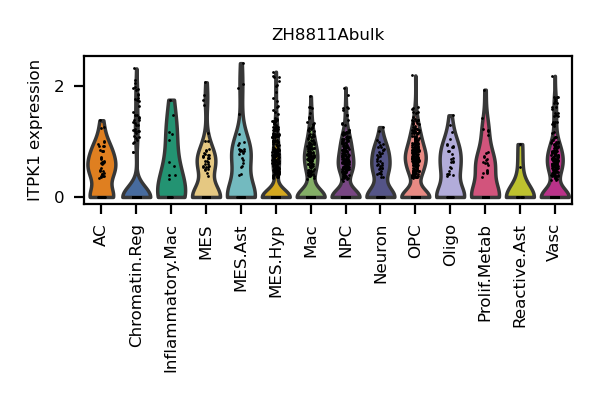 ZH8811Abulk
ITPK1 expression
2
0
AC
Chromatin.Reg
Inflammatory.Mac
MES
MES.Ast
MES.Hyp
Mac
NPC
Neuron
OPC
Oligo
Prolif.Metab
Reactive.Ast
Vasc